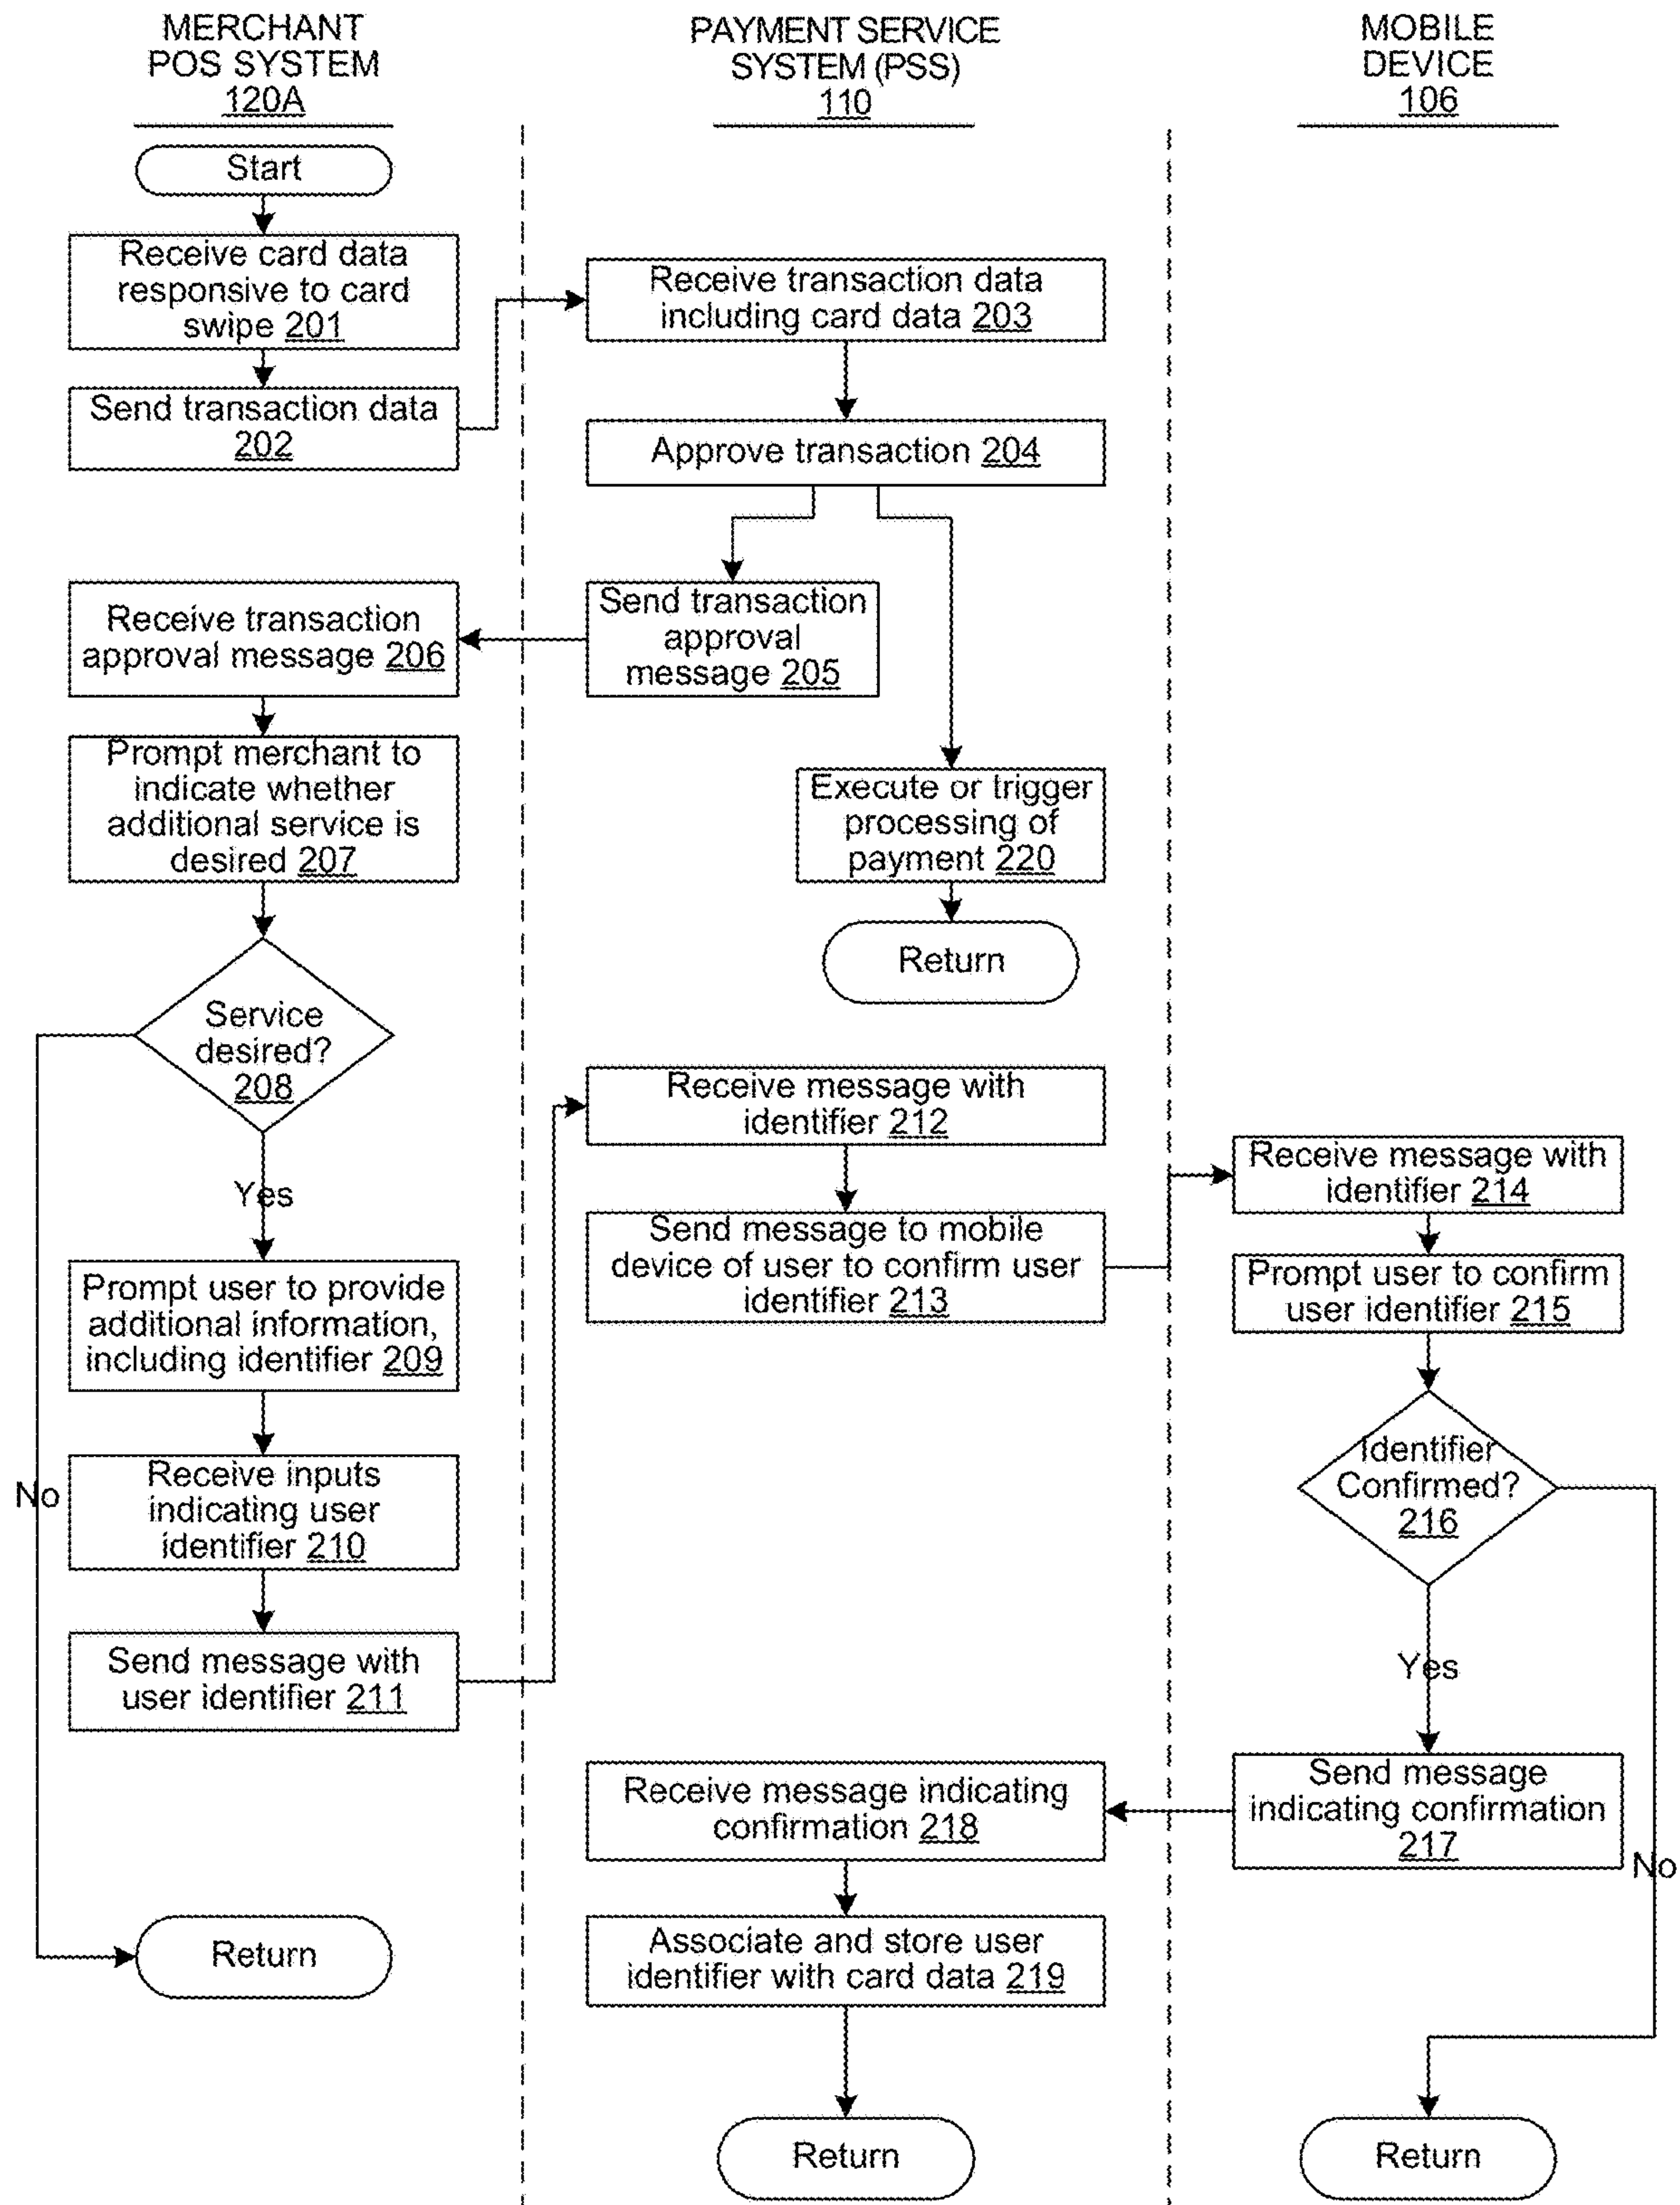 MERCHANT
POS SYSTEM
120A
PAYMENT SERVICE
SYSTEM (PSS)
110
MOBILE
DEVICE
106
Start
Receive card data
responsive to card
swipe 201
Send transaction data
202
Receive transaction data
including card data 203
Approve transaction 204
Send transaction
approval
message 205
Receive transaction
approval message 206
Prompt merchant to
indicate whether
additional service is
desired 207
Execute or trigger
processing of
payment 220
Return
Service
desired?
208
Yes
No
Prompt user to provide
additional information,
including identifier 209
Receive inputs
indicating user
identifier 210
Send message with
user identifier 211
Return
Receive message with
identifier 212
Send message to mobile
device of user to confirm user
identifier 213
Receive message with
identifier 214
Prompt user to confirm
user identifier 215
Identifier
Confirmed?
216
Yes
No
Send message
indicating confirmation
217
Receive message indicating
confirmation 218
Associate and store user
identifier with card data 219
Return
Return